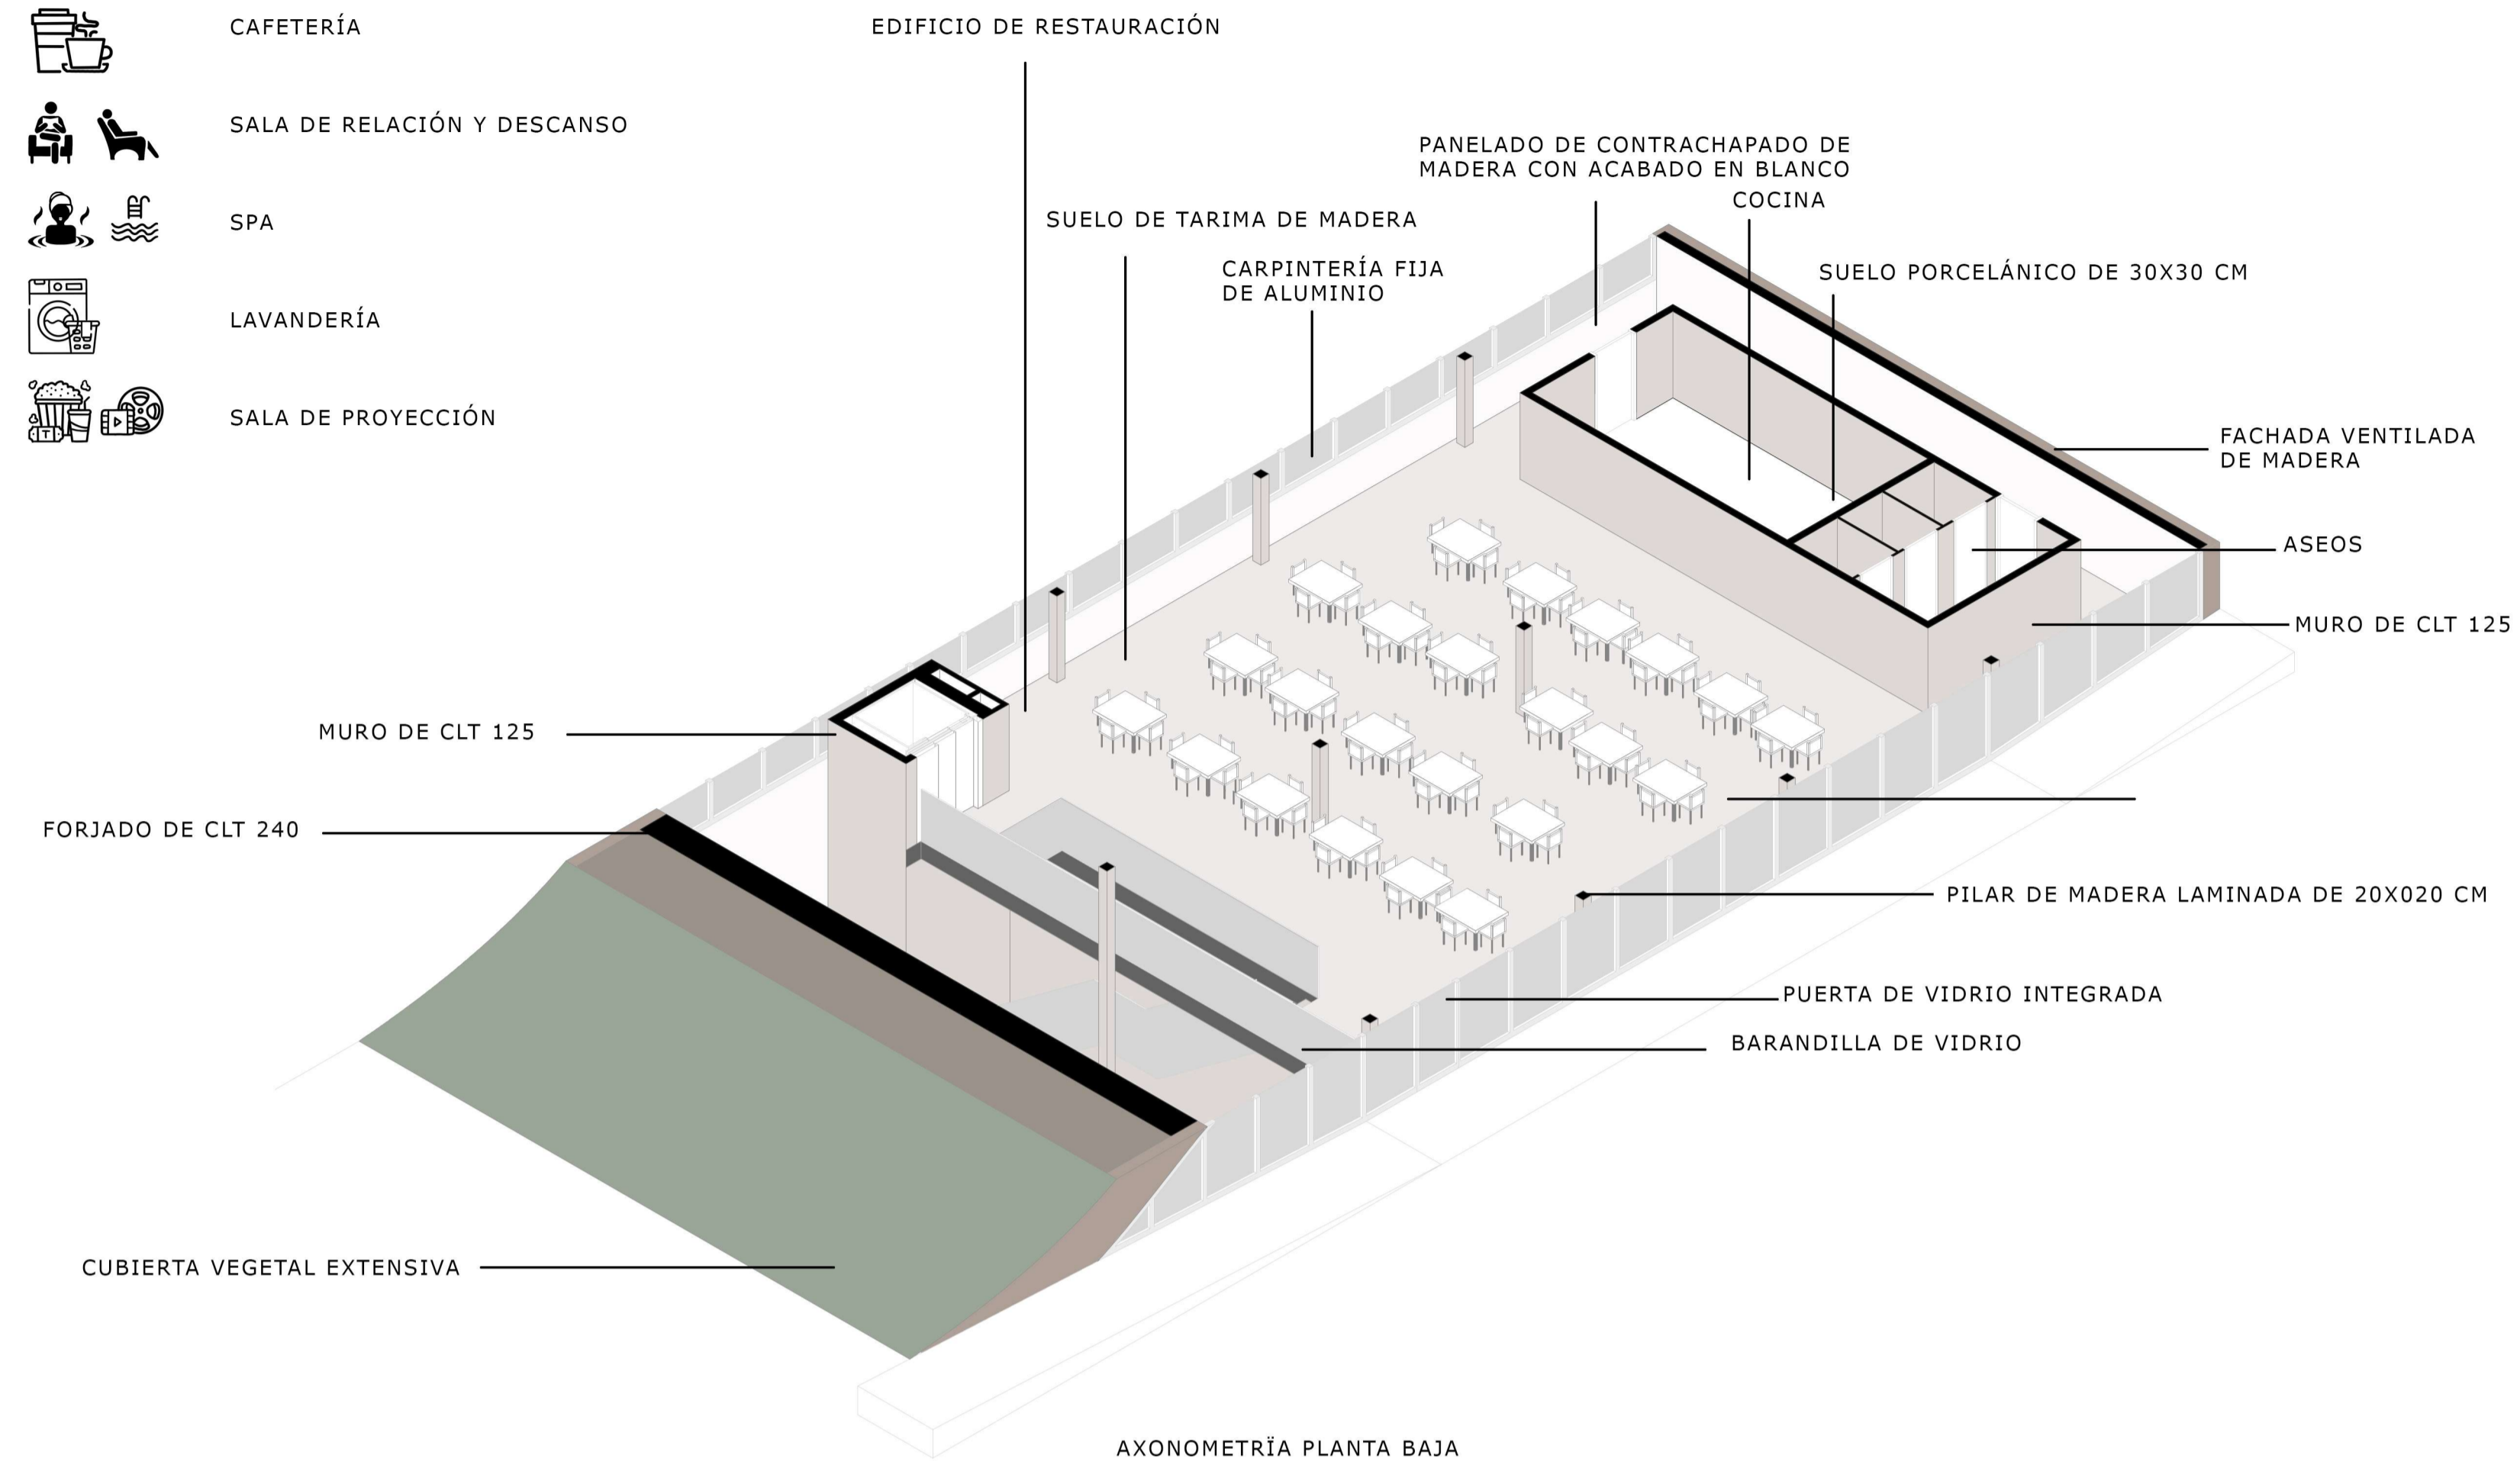 CAFETERÍA
SALA DE RELACIÓN Y DESCANSO
SPA
LAVANDERÍA
SALA DE PROYECCIÓN
EDIFICIO DE RESTAURACIÓN
SUELO DE TARIMA DE MADERA
CARPINTERÍA FIJA
DE ALUMINIO
PANELADO DE CONTRACHAPADO DE
MADERA CON ACABADO EN BLANCO
COCINA
SUELO PORCELÁNICO DE 30X30 CM
FACHADA VENTILADA
DE MADERA
ASEOS
MURO DE CLT 125
MURO DE CLT 125
FORJADO DE CLT 240
PILAR DE MADERA LAMINADA DE 20X020 CM
PUERTA DE VIDRIO INTEGRADA
BARANDILLA DE VIDRIO
CUBIERTA VEGETAL EXTENSIVA
AXONOMETRÏA PLANTA BAJA